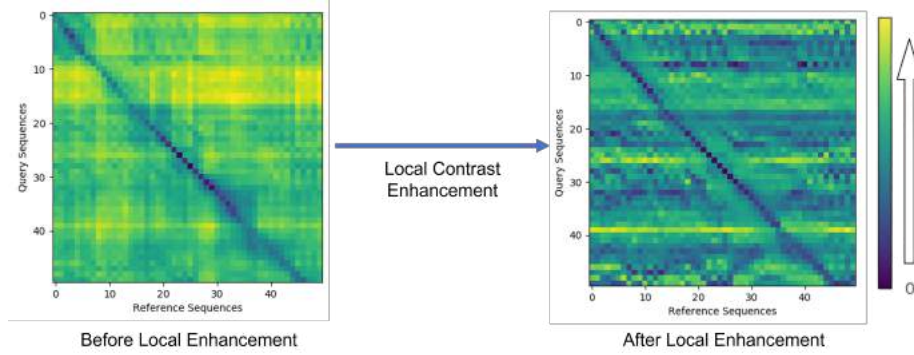 0
10
20
30
40
Query Sequences
0 10 20 30 40
Reference Sequences
Before Local Enhancement
Local Contrast
Enhancement
0
10
20
30
40
Query Sequences
0 10 20 30 40
Reference Sequences
After Local Enhancement
0